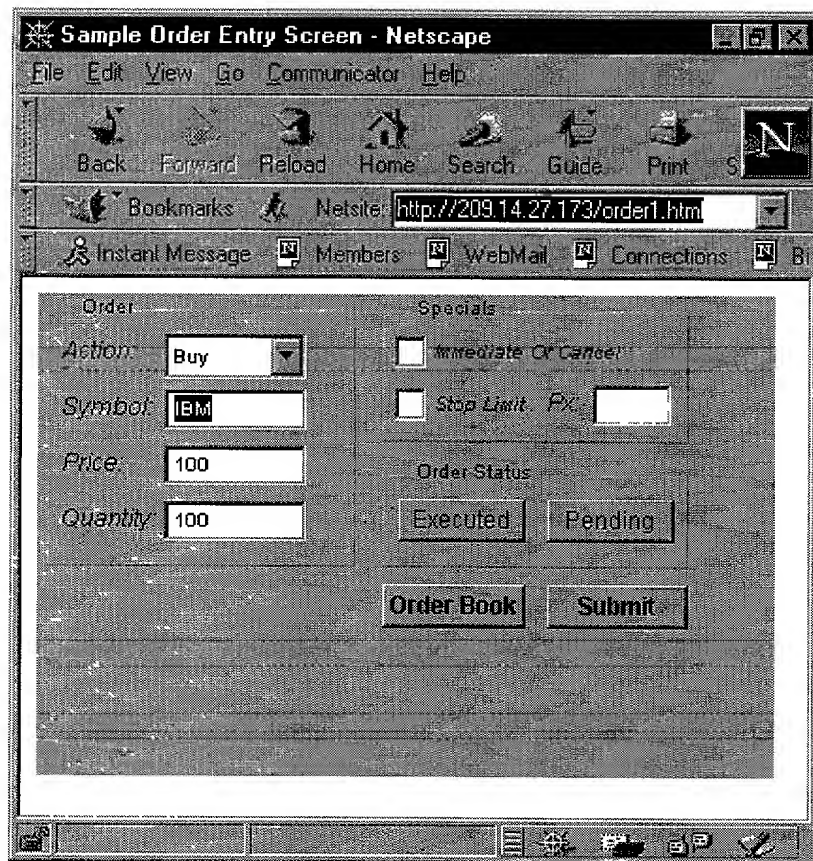 Sample Order Entry Screen - Netscape
File Edit View Go Communicator Help
Back Forward Reload Home Search Guide Print S
N
Bookmarks Netsite: http://209.14.27.173/order1.htm
Instant Message Members WebMail Connections Bi
Order
Action: Buy
Symbol: IBM
Price: 100
Quantity: 100
Specials
Immediate Or Cancel
Stop Limit Px:
Order Status
Executed Pending
Order Book Submit